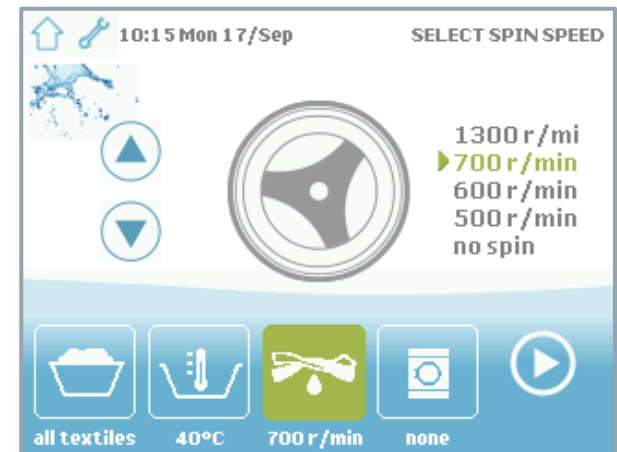 10:15 Mon 17/Sep
SELECT SPIN SPEED
1300 r/mi
700 r/min
600 r/min
500 r/min
no spin
all textiles
40°C
700 r/min
none